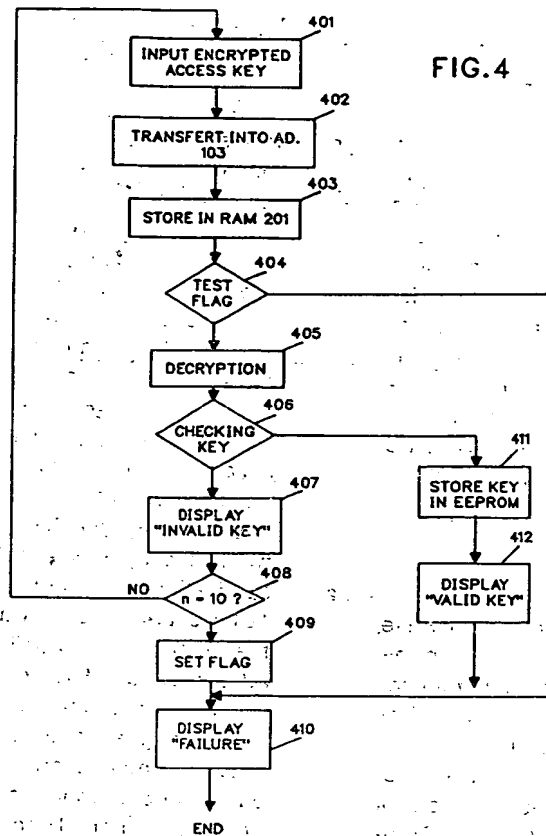 401
INPUT ENCRYPTED
ACCESS KEY
FIG.4
402
TRANSFERT INTO AD.
103
403
STORE IN RAM 201
404
TEST
FLAG
405
DECRYPTION
406
CHECKING
KEY
411
STORE KEY
IN EEPROM
407
DISPLAY
"INVALID KEY"
412
DISPLAY
"VALID KEY"
408
NO
n = 10 ?
409
SET FLAG
DISPLAY
"FAILURE"
410
END